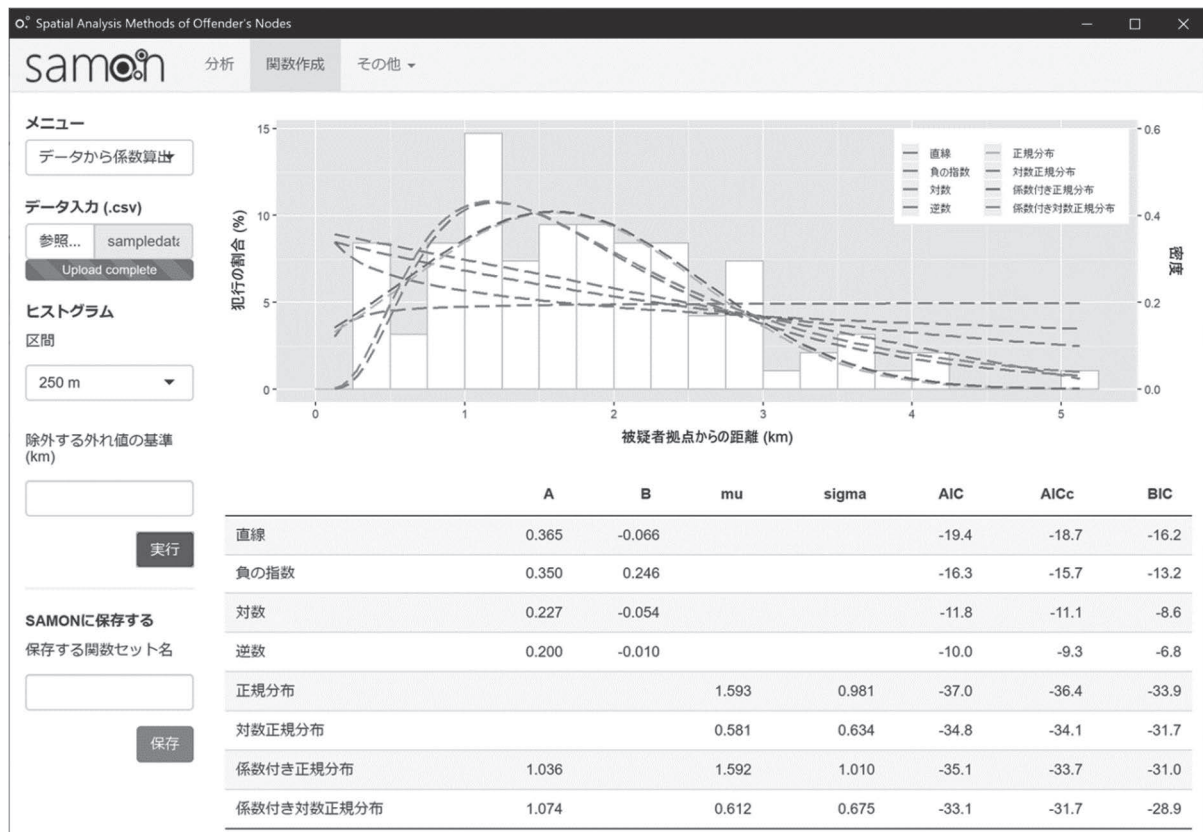 Spatial Analysis Methods of Offender's Nodes
samon
分析 関数作成 その他
メニュー
データから係数算出
データ入力 (.csv)
参照... sampledata
Upload complete
ヒストグラム
区間
250 m
除外する外れ値の基準
(km)
実行
SAMONに保存する
保存する関数セット名
保存
犯行の割合 (%)
15
10
5
0
0.6
0.4
0.2
0.0
密度
0 1 2 3 4 5
被疑者拠点からの距離 (km)
直線 正規分布
負の指数 対数正規分布
対数 係数付き正規分布
逆数 係数付き対数正規分布
A B mu sigma AIC AICc BIC
直線 0.365 -0.066 -19.4 -18.7 -16.2
負の指数 0.350 0.246 -16.3 -15.7 -13.2
対数 0.227 -0.054 -11.8 -11.1 -8.6
逆数 0.200 -0.010 -10.0 -9.3 -6.8
正規分布 1.593 0.981 -37.0 -36.4 -33.9
対数正規分布 0.581 0.634 -34.8 -34.1 -31.7
係数付き正規分布 1.036 1.592 1.010 -35.1 -33.7 -31.0
係数付き対数正規分布 1.074 0.612 0.675 -33.1 -31.7 -28.9